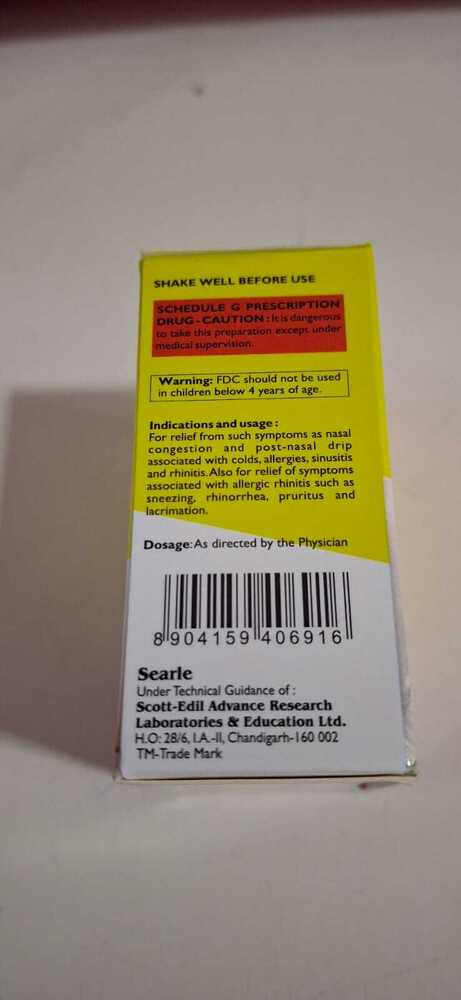 SHAKE WELL BEFORE USE
SCHEDULE G PRESCRIPTION
DRUG - CAUTION : It is dangerous
to take this preparation except under
medical supervision.
Warning: FDC should not be used
in children below 4 years of age.
Indications and usage :
For relief from such symptoms as nasal
congestion and post-nasal drip
associated with colds, allergies, sinusitis
and rhinitis. Also for relief of symptoms
associated with allergic rhinitis such as
sneezing, rhinorrhea, pruritus and
lacrimation.
Dosage: As directed by the Physician
8 904159 406916
Searle
Under Technical Guidance of :
Scott-Edil Advance Research
Laboratories & Education Ltd.
H.O: 28/6, I.A.-II, Chandigarh-160 002
TM-Trade Mark